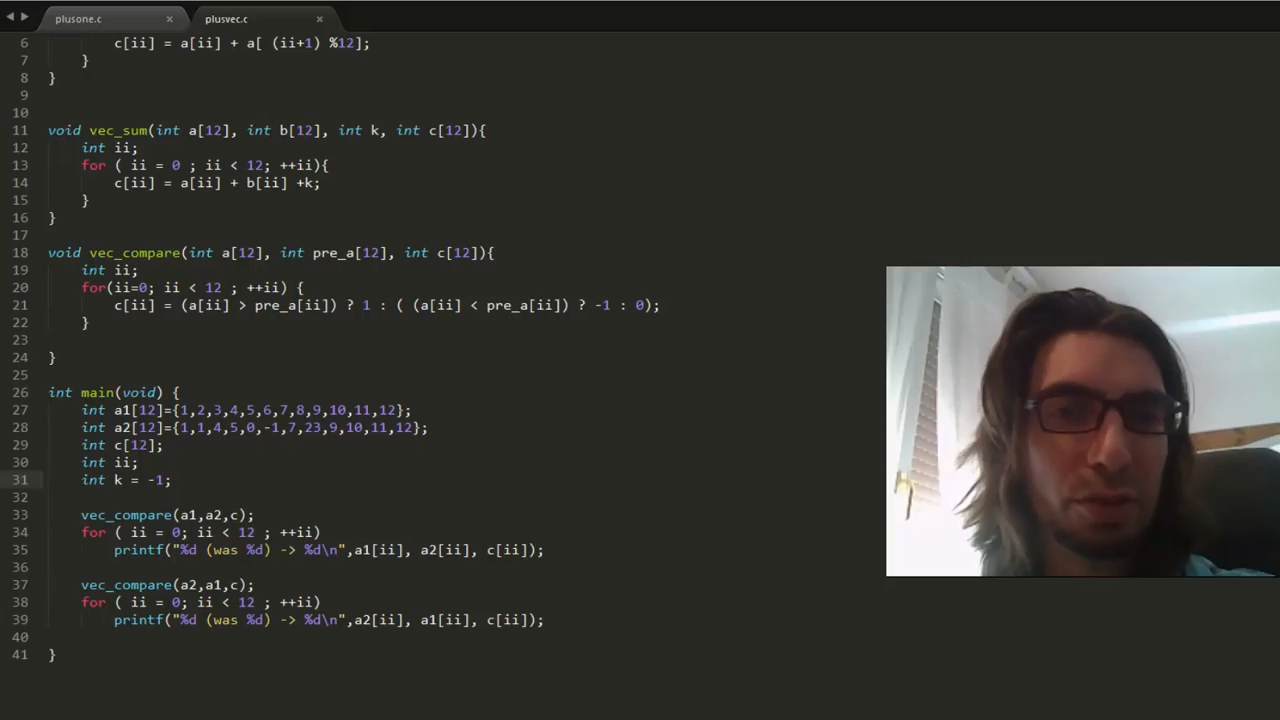 plusone.c × plusvec.c ×
6 c[ii] = a[ii] + a[ (ii+1) %12];
7 }
8 }
9
10
11 void vec_sum(int a[12], int b[12], int k, int c[12]){
12 int ii;
13 for ( ii = 0 ; ii < 12; ++ii){
14 c[ii] = a[ii] + b[ii] +k;
15 }
16 }
17
18 void vec_compare(int a[12], int pre_a[12], int c[12]){
19 int ii;
20 for(ii=0; ii < 12 ; ++ii) {
21 c[ii] = (a[ii] > pre_a[ii]) ? 1 : ( (a[ii] < pre_a[ii]) ? -1 : 0);
22 }
23
24 }
25
26 int main(void) {
27 int a1[12]={1,2,3,4,5,6,7,8,9,10,11,12};
28 int a2[12]={1,1,4,5,0,-1,7,23,9,10,11,12};
29 int c[12];
30 int ii;
31 int k = -1;
32
33 vec_compare(a1,a2,c);
34 for ( ii = 0; ii < 12 ; ++ii)
35 printf("%d (was %d) -> %d\n",a1[ii], a2[ii], c[ii]);
36
37 vec_compare(a2,a1,c);
38 for ( ii = 0; ii < 12 ; ++ii)
39 printf("%d (was %d) -> %d\n",a2[ii], a1[ii], c[ii]);
40
41 }